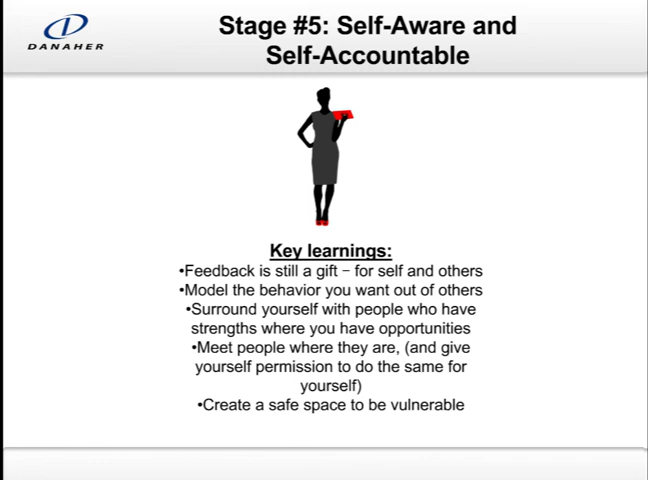 DANAHER
Stage #5: Self-Aware and
Self-Accountable
Key learnings:
•Feedback is still a gift – for self and others
•Model the behavior you want out of others
•Surround yourself with people who have
strengths where you have opportunities
•Meet people where they are, (and give
yourself permission to do the same for
yourself)
•Create a safe space to be vulnerable